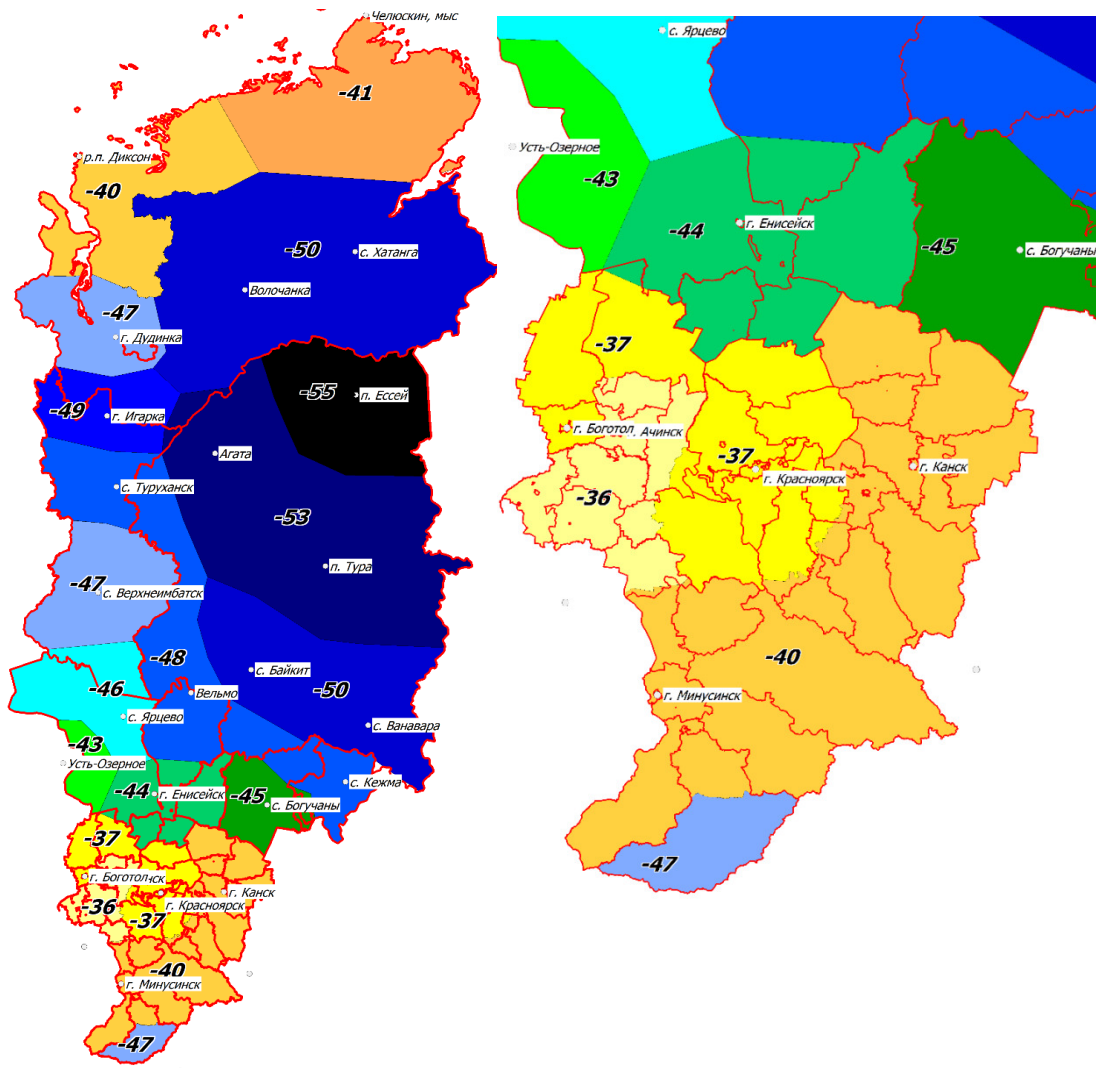 Челюскин, мыс
-41
р.п. Диксон
-40
-50
с. Хатанга
Волочанка
-47
г. Дудинка
-55
п. Ессей
-49
г. Игарка
Агата
с. Туруханск
-53
п. Тура
-47
с. Верхнеимбатск
-48
с. Байкит
-46
Вельмо
-50
с. Ярцево
с. Ванавара
-43
Усть-Озерное
с. Кежма
-44
г. Енисейск
-45
с. Богучаны
-37
г. Боготол
чск
г. Канск
-36
г. Красноярск
-37
-40
г. Минусинск
-47
с. Ярцево
Усть-Озерное
-43
г. Енисейск
-44
-45
с. Богучаны
-37
г. Боготол
. Ачинск
-37
г. Канск
г. Красноярск
-36
-40
г. Минусинск
-47